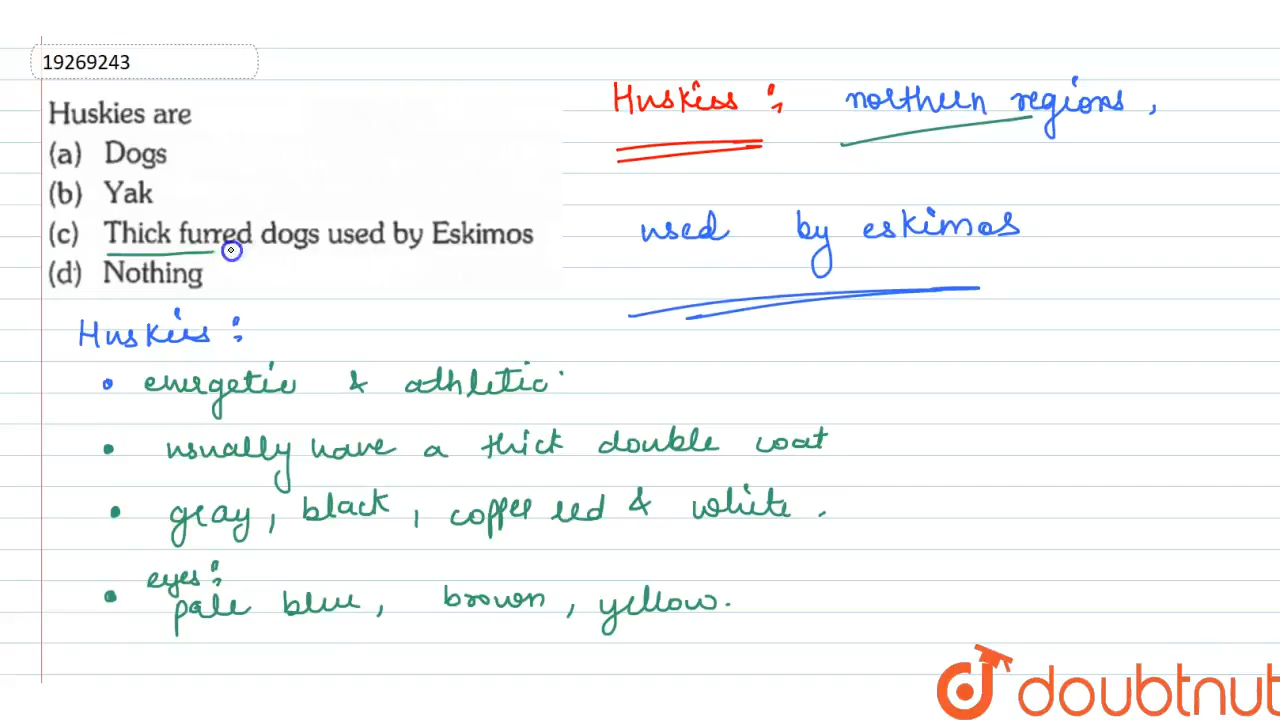 19269243
Huskies are
(a) Dogs
(b) Yak
(c) Thick furred dogs used by Eskimos
(d) Nothing
Huskies : northern regions,
used by eskimos
Huskies :
• energetic & athletic
• usually have a thick double coat
• gray, black, copper red & white.
• eyes :
pale blue, brown, yellow.
doubtnut